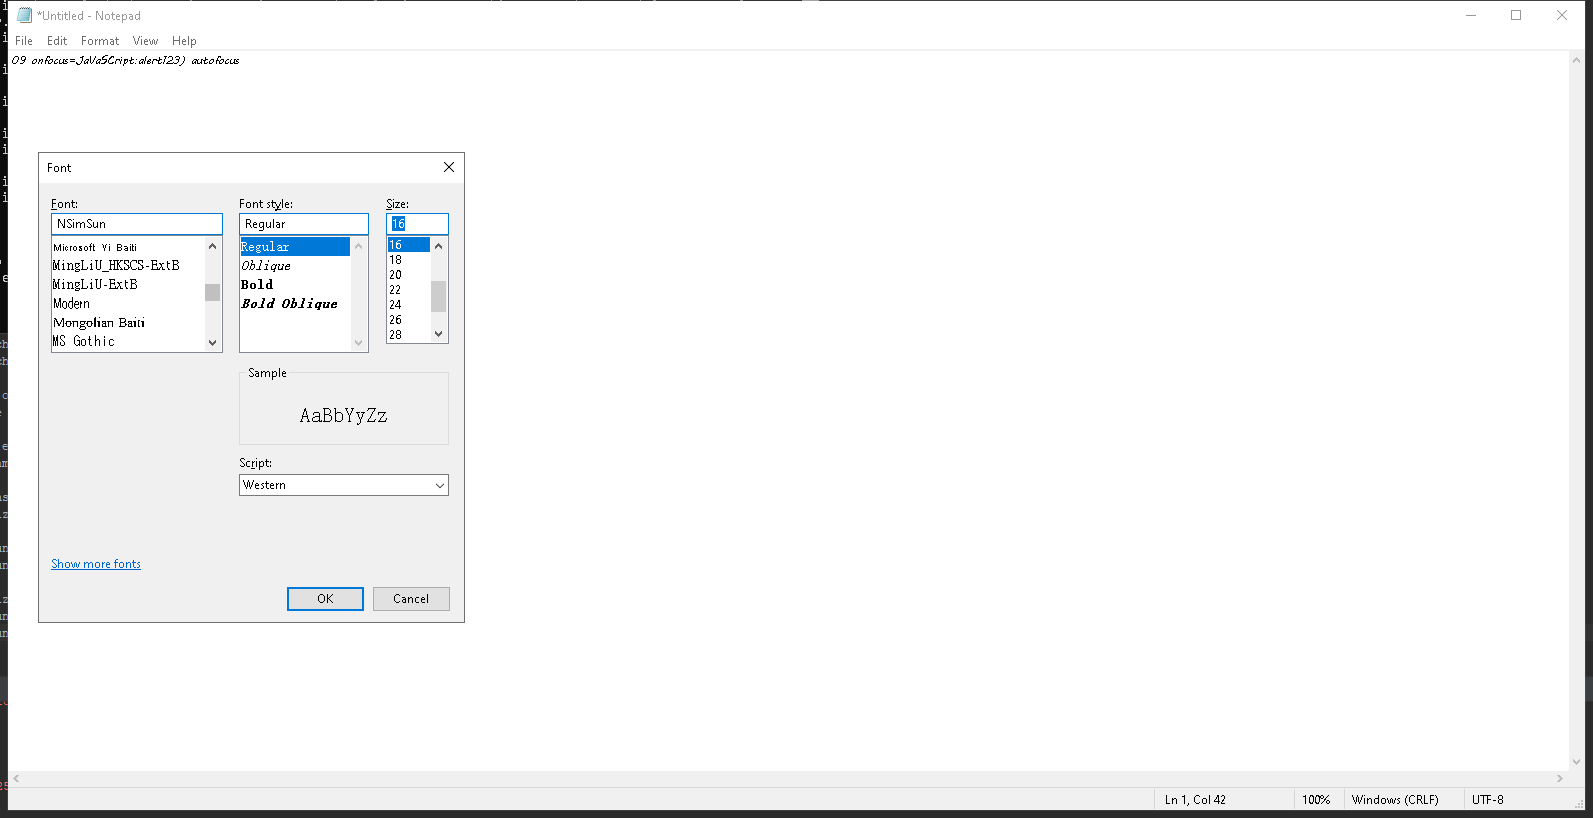 *Untitled - Notepad
File Edit Format View Help
09 onfocus=JaVaSCript:alert123) autofocus
Font
Font: Font style: Size:
NSimSun Regular 16
Microsoft Yi Baiti
MingLiU_HKSCS-ExtB
MingLiU-ExtB
Modern
Mongolian Baiti
MS Gothic
Regular
Oblique
Bold
Bold Oblique
16
18
20
22
24
26
28
Sample
AaBbYyZz
Script:
Western
Show more fonts
OK Cancel
Ln 1, Col 42 100% Windows (CRLF) UTF-8